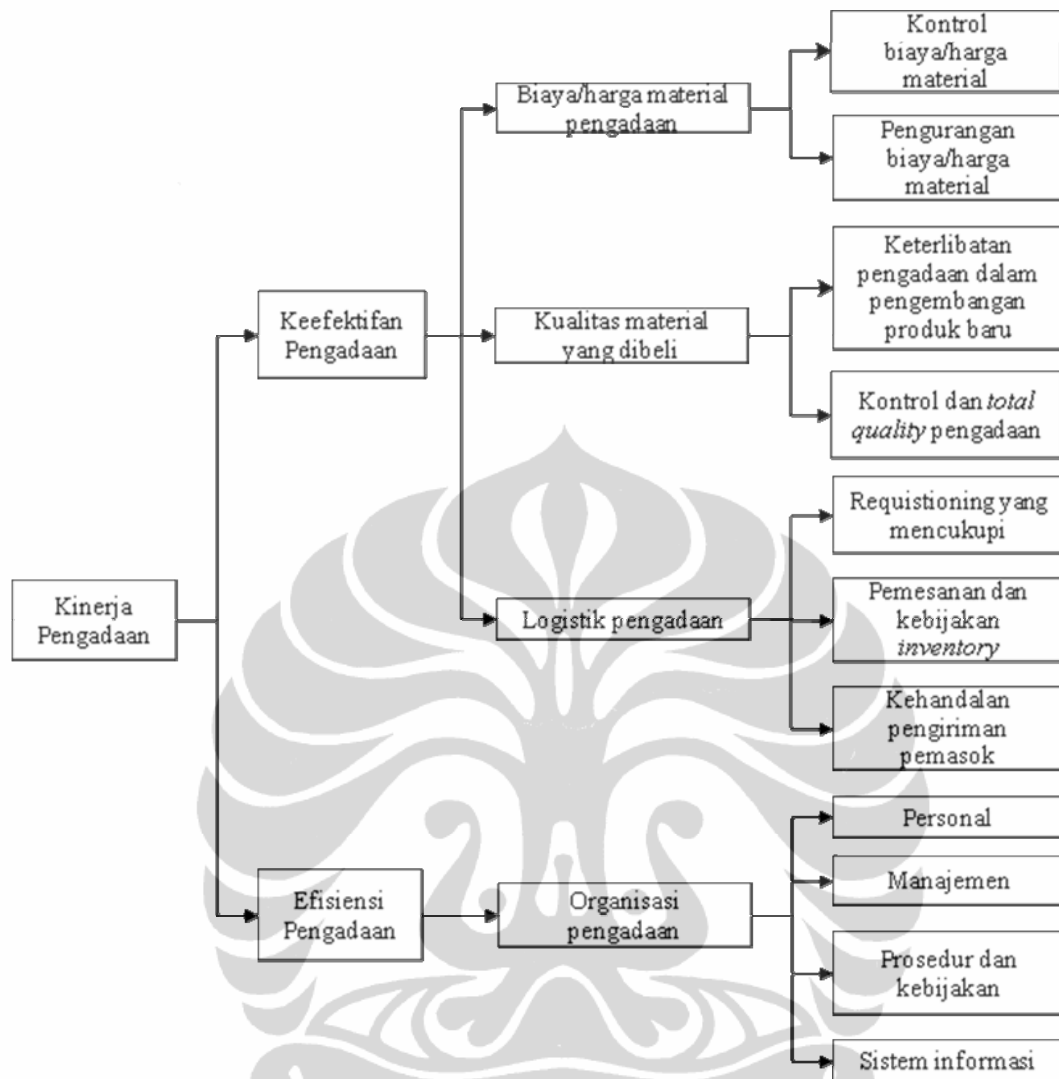 Kinerja
Pengadaan
Keefektifan
Pengadaan
Biaya/harga material
pengadaan
Kontrol
biaya/harga
material
Pengurangan
biaya/harga
material
Kualitas material
yang dibeli
Keterlibatan
pengadaan dalam
pengembangan
produk baru
Kontrol dan total
quality pengadaan
Logistik pengadaan
Requistioning yang
mencukupi
Pemesanan dan
kebijakan
inventory
Kehandalan
pengiriman
pemasok
Efisiensi
Pengadaan
Organisasi
pengadaan
Personal
Manajemen
Prosedur dan
kebijakan
Sistem informasi